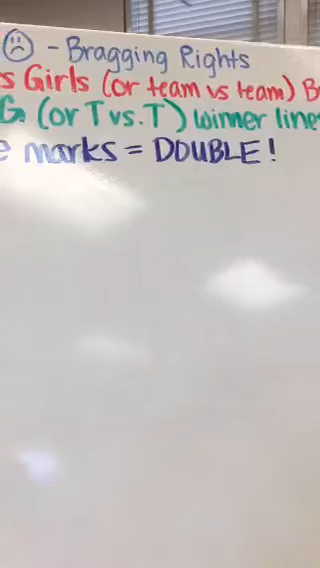 - Bragging Rights
s Girls (or team vs team) B
G (or T vs. T) winner line
e marks = DOUBLE!